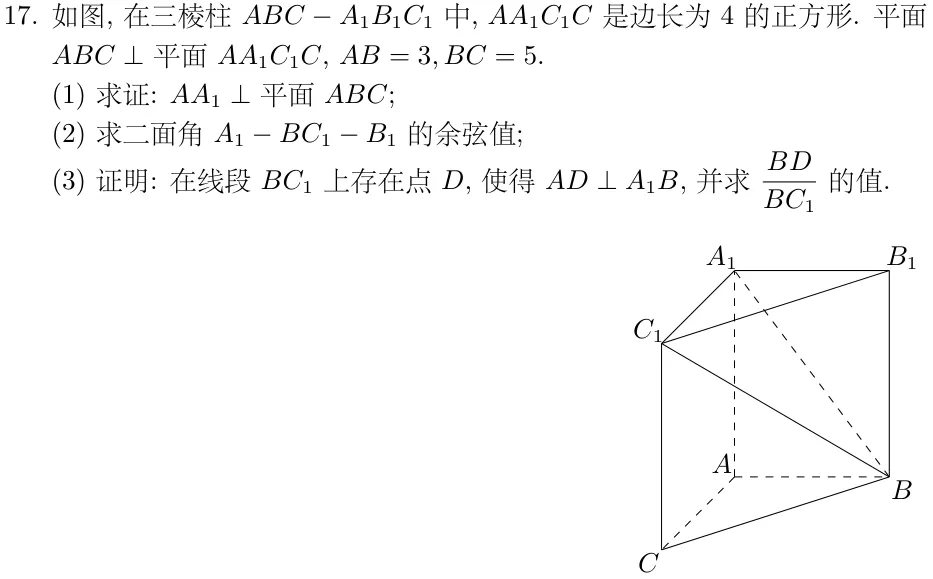 17. 如图, 在三棱柱 ABC − A₁B₁C₁ 中, AA₁C₁C 是边长为 4 的正方形. 平面
ABC ⊥ 平面 AA₁C₁C, AB = 3, BC = 5.
(1) 求证: AA₁ ⊥ 平面 ABC;
(2) 求二面角 A₁ − BC₁ − B₁ 的余弦值;
(3) 证明: 在线段 BC₁ 上存在点 D, 使得 AD ⊥ A₁B, 并求 BD/BC₁ 的值.
A₁
B₁
C₁
A
B
C